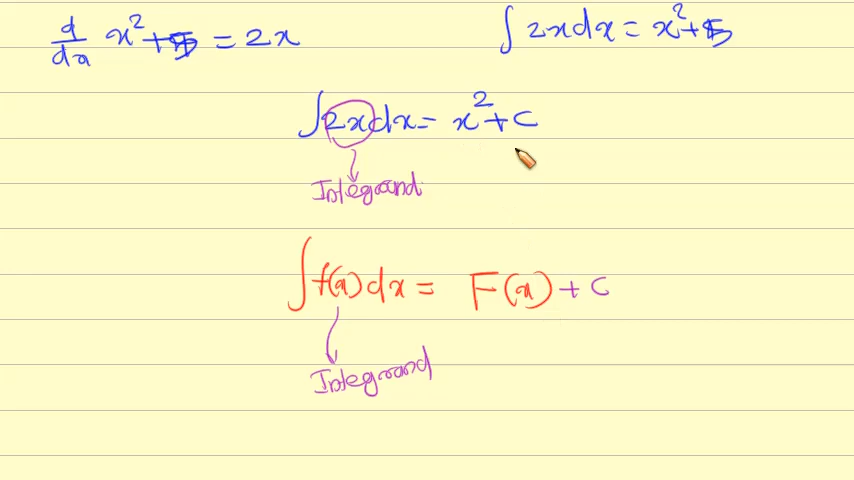 d/dx x² + 5 = 2x
∫ 2x dx = x² + 5
∫ 2x dx = x² + C
Integrand
∫ f(x) dx = F(x) + C
Integrand